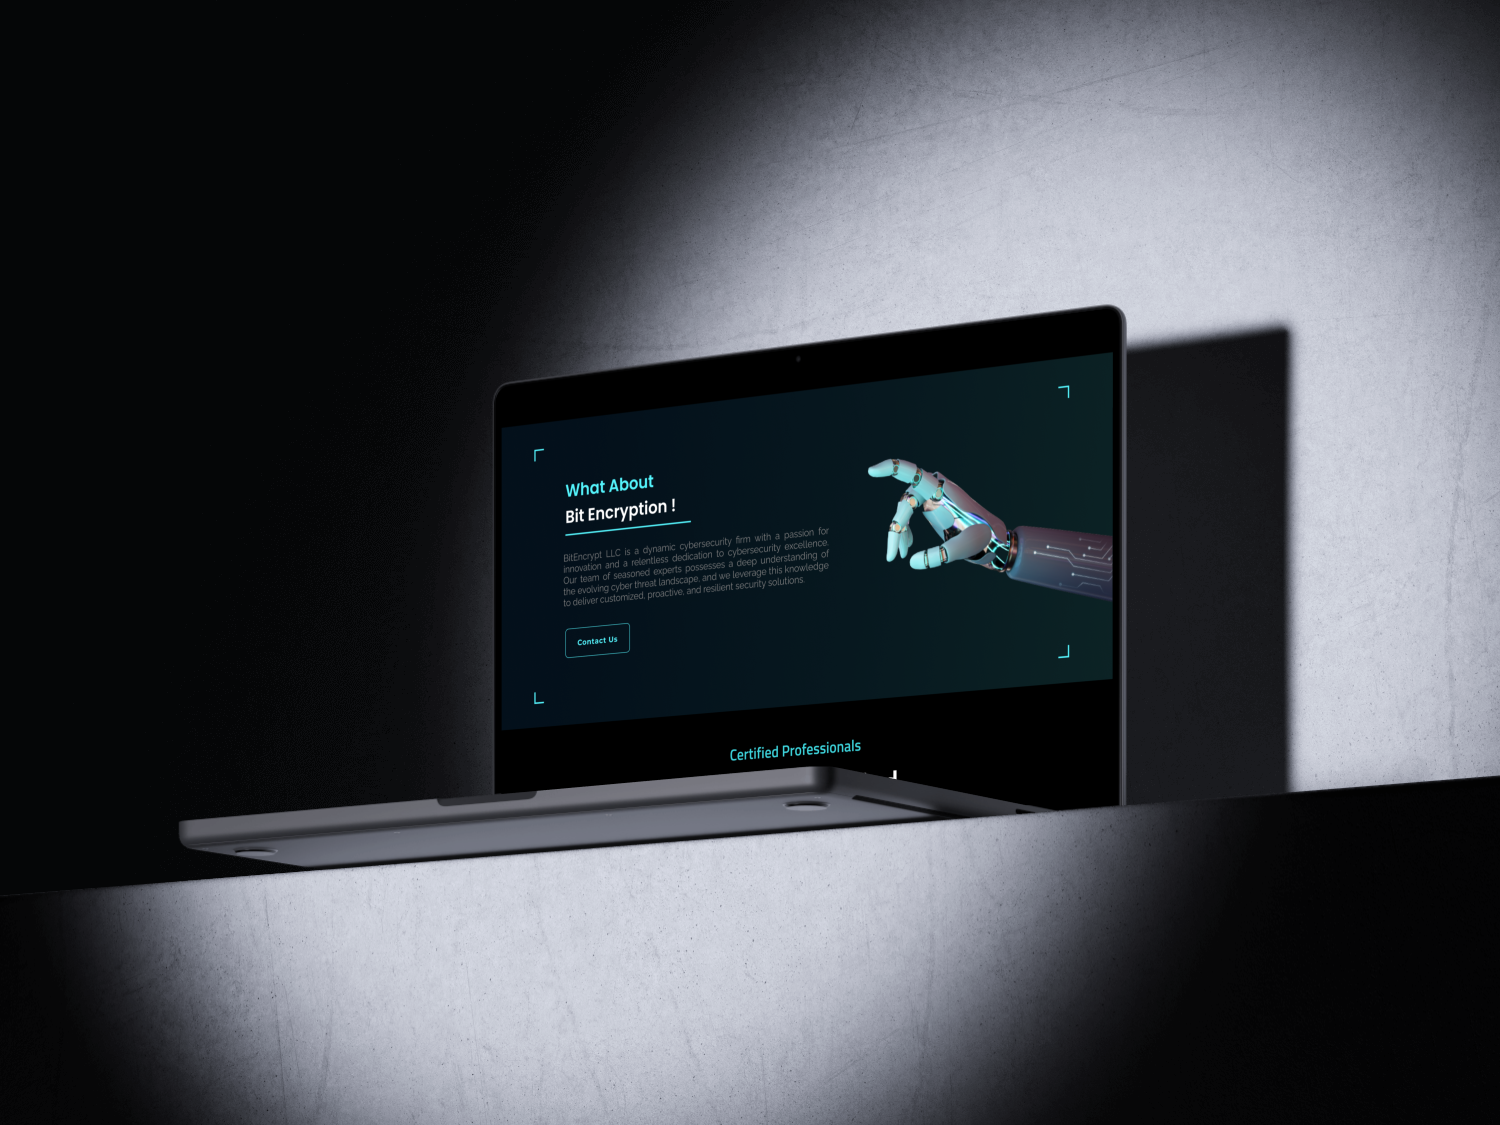 What About
Bit Encryption !
BitEncrypt LLC is a dynamic cybersecurity firm with a passion for
innovation and a relentless dedication to cybersecurity excellence.
Our team of seasoned experts possesses a deep understanding of
the evolving cyber threat landscape, and we leverage this knowledge
to deliver customized, proactive, and resilient security solutions.
Contact Us
Certified Professionals